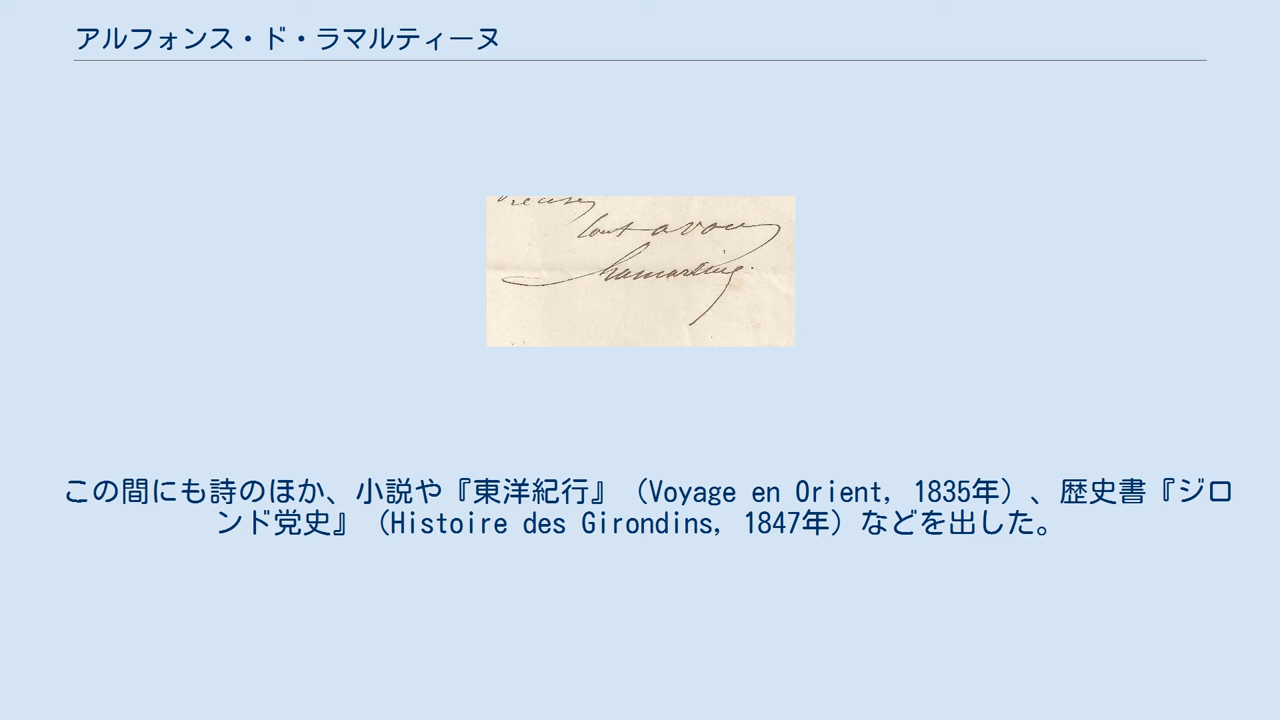 アルフォンス・ド・ラマルティーヌ
tout a vous
Lamartine.
この間にも詩のほか、小説や『東洋紀行』（Voyage en Orient, 1835年）、歴史書『ジロ
ンド党史』（Histoire des Girondins, 1847年）などを出した。